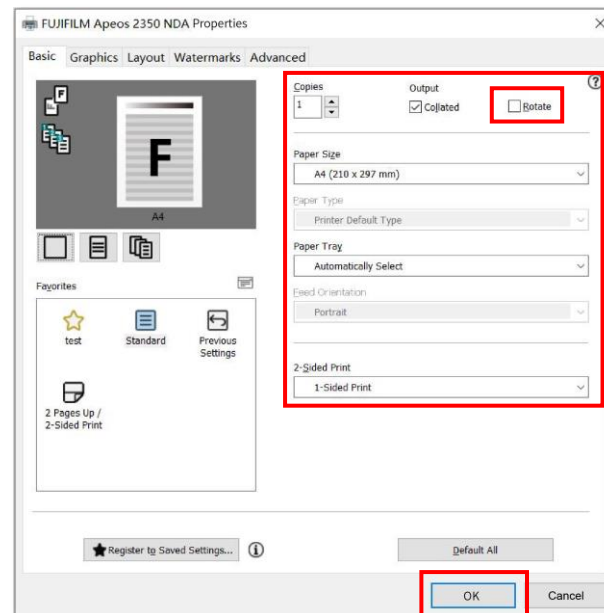 FUJIFILM Apeos 2350 NDA Properties
Basic Graphics Layout Watermarks Advanced
F
F
A4
Favorites
test
Standard
Previous
Settings
2 Pages Up /
2-Sided Print
Register to Saved Settings...
Copies
1
Output
Collated
Rotate
Paper Size
A4 (210 x 297 mm)
Paper Type
Printer Default Type
Paper Tray
Automatically Select
Feed Orientation
Portrait
2-Sided Print
1-Sided Print
Default All
OK
Cancel